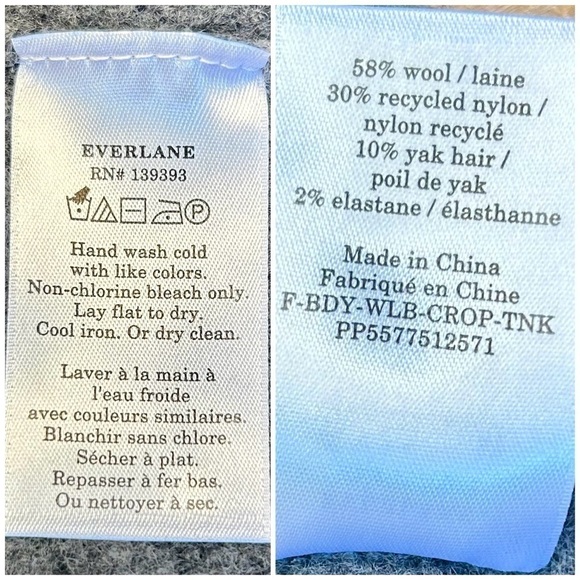 EVERLANE
RN# 139393
P
Hand wash cold
with like colors.
Non-chlorine bleach only.
Lay flat to dry.
Cool iron. Or dry clean.
Laver à la main à
l'eau froide
avec couleurs similaires.
Blanchir sans chlore.
Sécher à plat.
Repasser à fer bas.
Ou nettoyer à sec.
58% wool / laine
30% recycled nylon /
nylon recyclé
10% yak hair /
poil de yak
2% elastane / élasthanne
Made in China
Fabriqué en Chine
F-BDY-WLB-CROP-TNK
PP5577512571